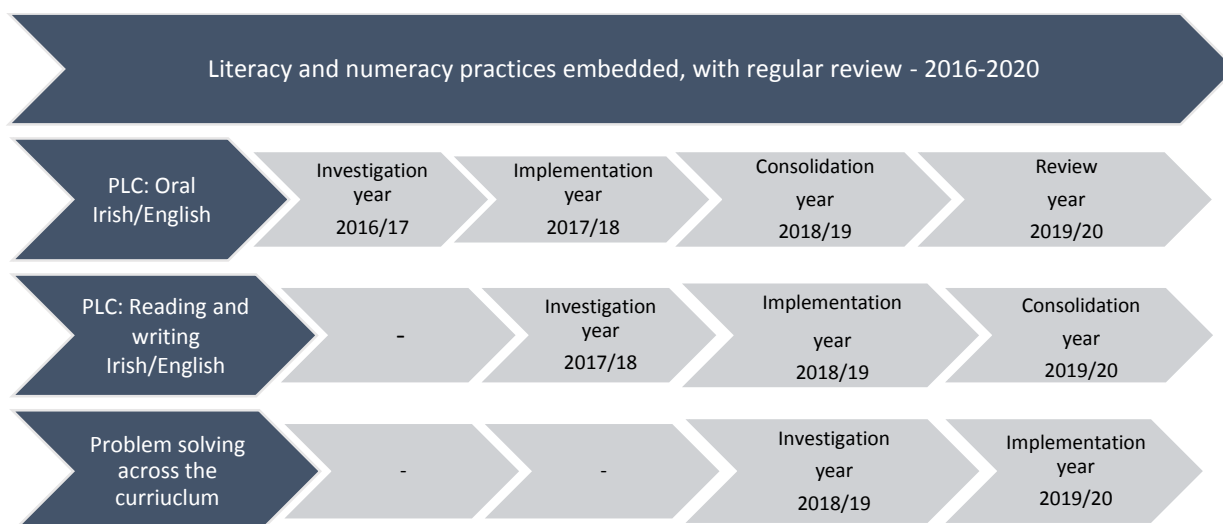 Literacy and numeracy practices embedded, with regular review - 2016-2020
PLC: Oral
Irish/English
Investigation
year
2016/17
Implementation
year
2017/18
Consolidation
year
2018/19
Review
year
2019/20
PLC: Reading and
writing
Irish/English
-
Investigation
year
2017/18
Implementation
year
2018/19
Consolidation
year
2019/20
Problem solving
across the
curriuclum
-
-
Investigation
year
2018/19
Implementation
year
2019/20